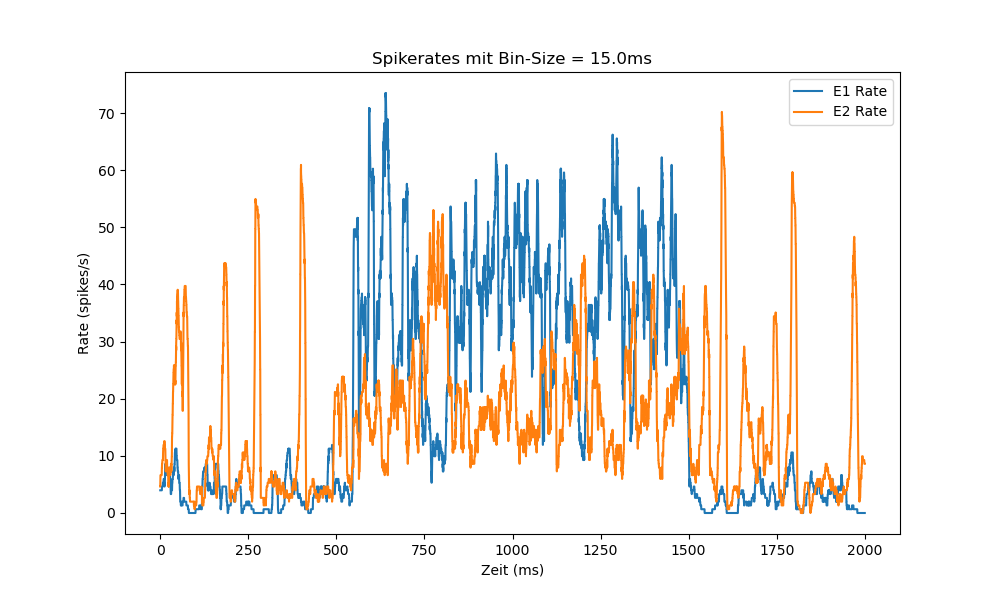 Spikerates mit Bin-Size = 15.0ms
E1 Rate
E2 Rate
70
60
50
40
30
20
10
0
Rate (spikes/s)
0 250 500 750 1000 1250 1500 1750 2000
Zeit (ms)